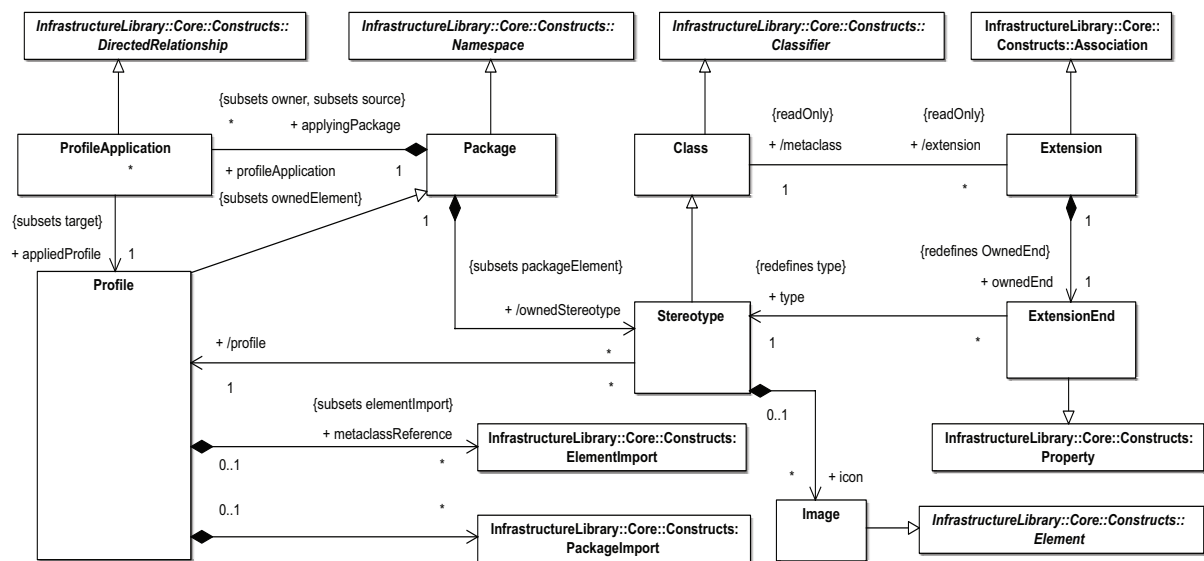 InfrastructureLibrary::Core::Constructs::
DirectedRelationship
InfrastructureLibrary::Core::Constructs::
Namespace
InfrastructureLibrary::Core::Constructs::
Classifier
InfrastructureLibrary::Core::
Constructs::Association
{subsets owner, subsets source}
*
+ applyingPackage
ProfileApplication
*
Package
+ profileApplication
1
{subsets ownedElement}
{readOnly}
+ /metaclass
{readOnly}
+ /extension
Class
Extension
1
*
{subsets target}
+ appliedProfile
1
1
1
{subsets packageElement}
+ /ownedStereotype
{redefines type}
+ type
{redefines OwnedEnd}
+ ownedEnd
1
Profile
Stereotype
ExtensionEnd
1
*
+ /profile
*
1
*
{subsets elementImport}
+ metaclassReference
0..1
*
InfrastructureLibrary::Core::Constructs:
ElementImport
0..1
InfrastructureLibrary::Core::Constructs:
Property
*
+ icon
0..1
*
InfrastructureLibrary::Core::Constructs:
PackageImport
Image
InfrastructureLibrary::Core::Constructs::
Element